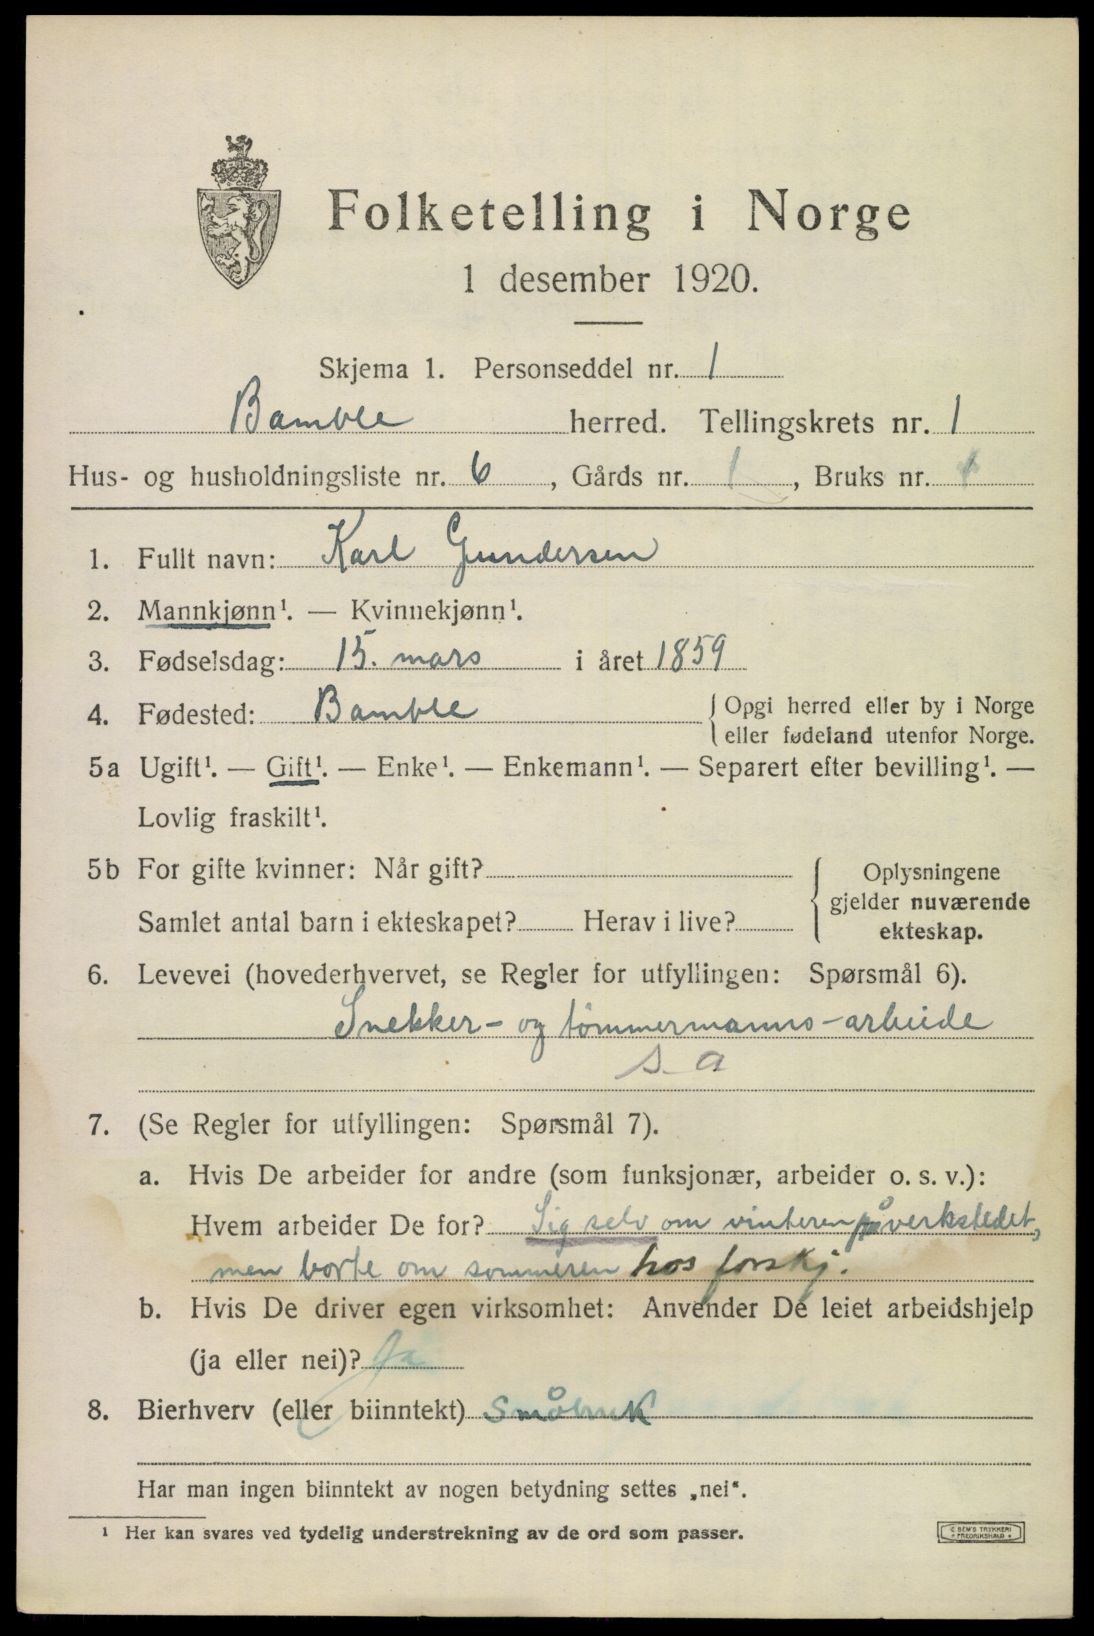 Folketelling i Norge
1 desember 1920.
Skjema 1. Personseddel nr. 1
Bamble herred. Tellingskrets nr. 1
Hus- og husholdningsliste nr. 6, Gårds nr. 1, Bruks nr.
1. Fullt navn: Karl Gundersen
2. Mannkjønn¹. — Kvinnekjønn¹.
3. Fødselsdag: 15. mars i året 1859
4. Fødested: Bamble { Opgi herred eller by i Norge
eller fødeland utenfor Norge.
5a Ugift¹. — Gift¹. — Enke¹. — Enkemann¹. — Separert efter bevilling¹. —
Lovlig fraskilt¹.
5b For gifte kvinner: Når gift?
Samlet antal barn i ekteskapet? Herav i live?
{ Oplysningene
gjelder nuværende
ekteskap.
6. Levevei (hovederhvervet, se Regler for utfyllingen: Spørsmål 6).
Snekker- og tömmermanns-arbeide
s. a
7. (Se Regler for utfyllingen: Spørsmål 7).
a. Hvis De arbeider for andre (som funksjonær, arbeider o. s. v.):
Hvem arbeider De for? Sig selv om vinteren på verkstedet,
men borte om sommeren hos forskj.
b. Hvis De driver egen virksomhet: Anvender De leiet arbeidshjelp
(ja eller nei)? Ja
8. Bierhverv (eller biinntekt) Småbruk
Har man ingen biinntekt av nogen betydning settes „nei“.
¹ Her kan svares ved tydelig understrekning av de ord som passer.
C. BEM'S TRYKKERI
• FREDRIKSHALD •